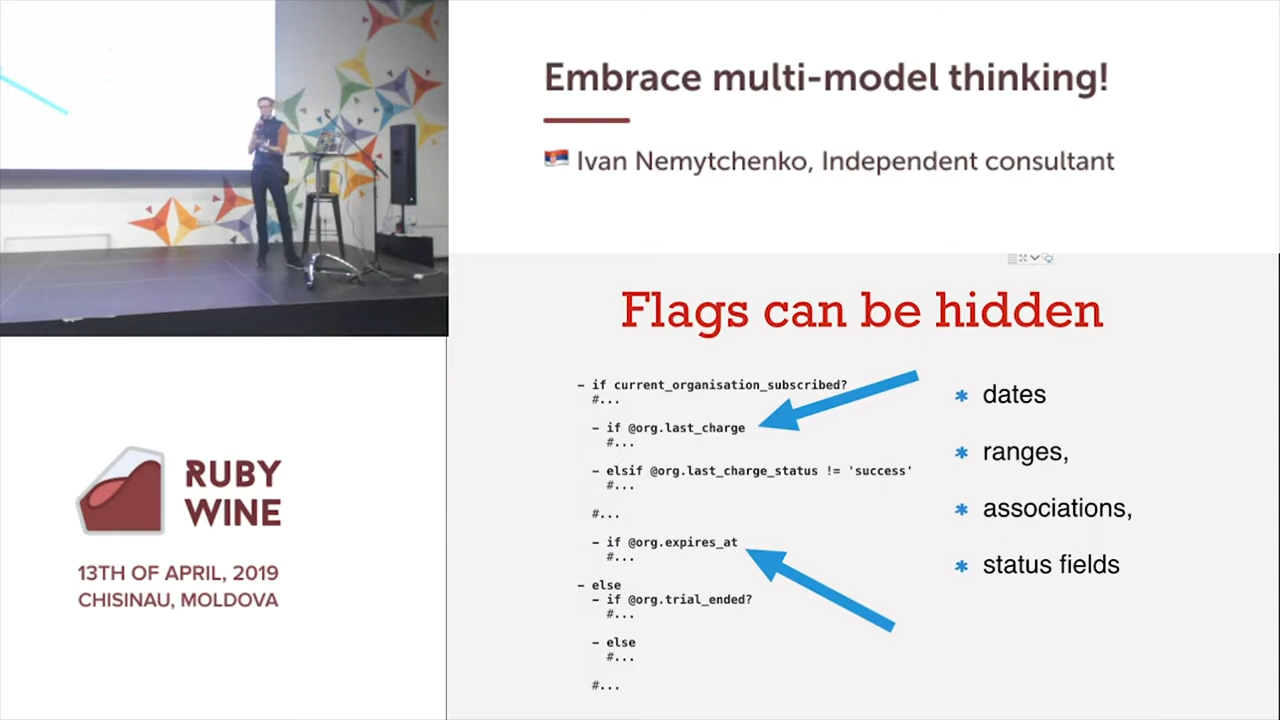 Embrace multi-model thinking!
Ivan Nemytchenko, Independent consultant
Flags can be hidden
- if current_organisation_subscribed?
#...
- if @org.last_charge
#...
- elsif @org.last_charge_status != 'success'
#...
#...
- if @org.expires_at
#...
- else
- if @org.trial_ended?
#...
- else
#...
#...
* dates
* ranges,
* associations,
* status fields
RUBY
WINE
13TH OF APRIL, 2019
CHISINAU, MOLDOVA